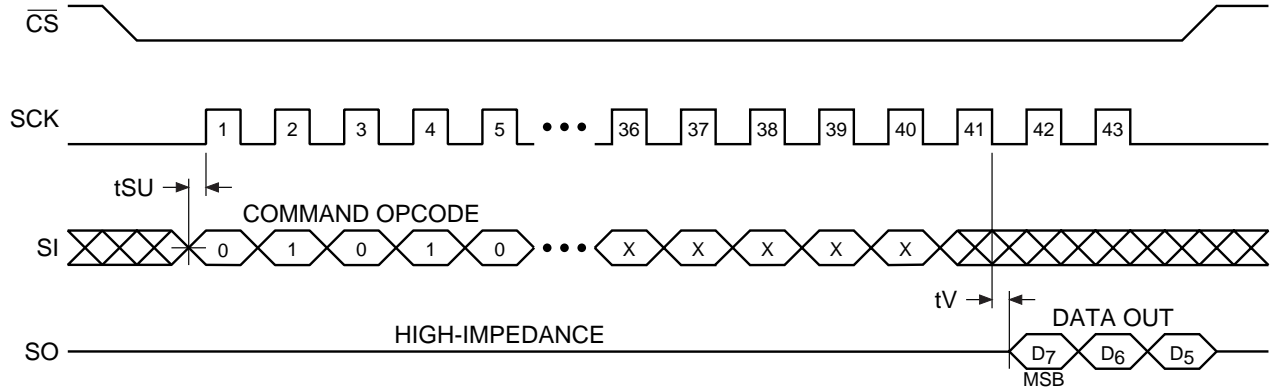 CS
SCK 1 2 3 4 5 ••• 36 37 38 39 40 41 42 43
tSU
COMMAND OPCODE
SI 0 1 0 1 0 ••• X X X X X
tV
HIGH-IMPEDANCE
DATA OUT
SO D7 D6 D5
MSB